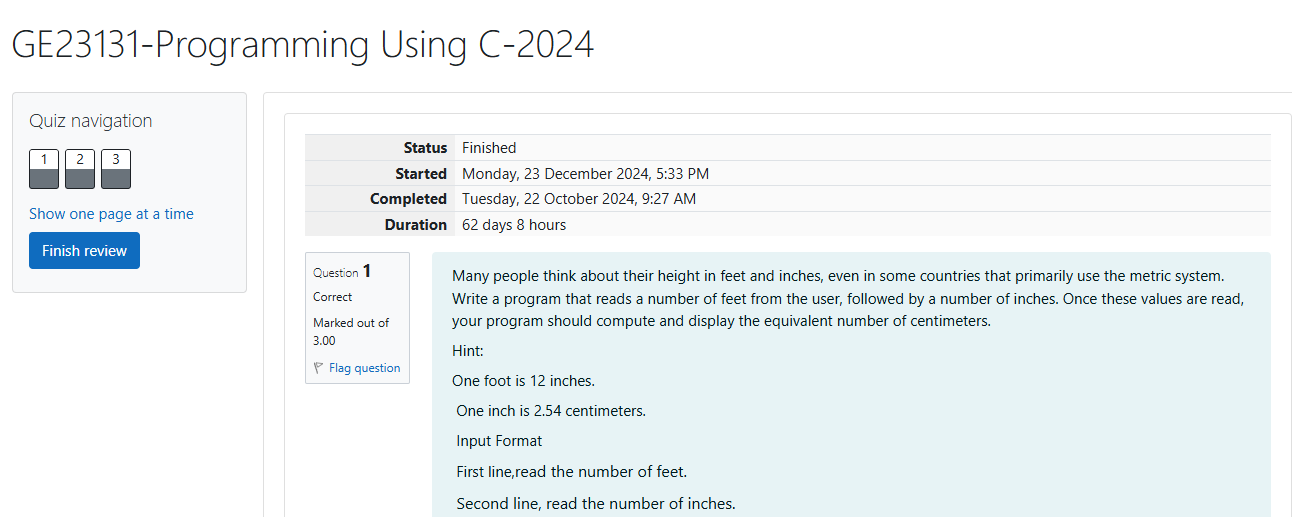 GE23131-Programming Using C-2024
Quiz navigation
1 2 3
Show one page at a time
Finish review
Status Finished
Started Monday, 23 December 2024, 5:33 PM
Completed Tuesday, 22 October 2024, 9:27 AM
Duration 62 days 8 hours
Question 1
Correct
Marked out of
3.00
Flag question
Many people think about their height in feet and inches, even in some countries that primarily use the metric system.
Write a program that reads a number of feet from the user, followed by a number of inches. Once these values are read,
your program should compute and display the equivalent number of centimeters.
Hint:
One foot is 12 inches.
One inch is 2.54 centimeters.
Input Format
First line,read the number of feet.
Second line, read the number of inches.